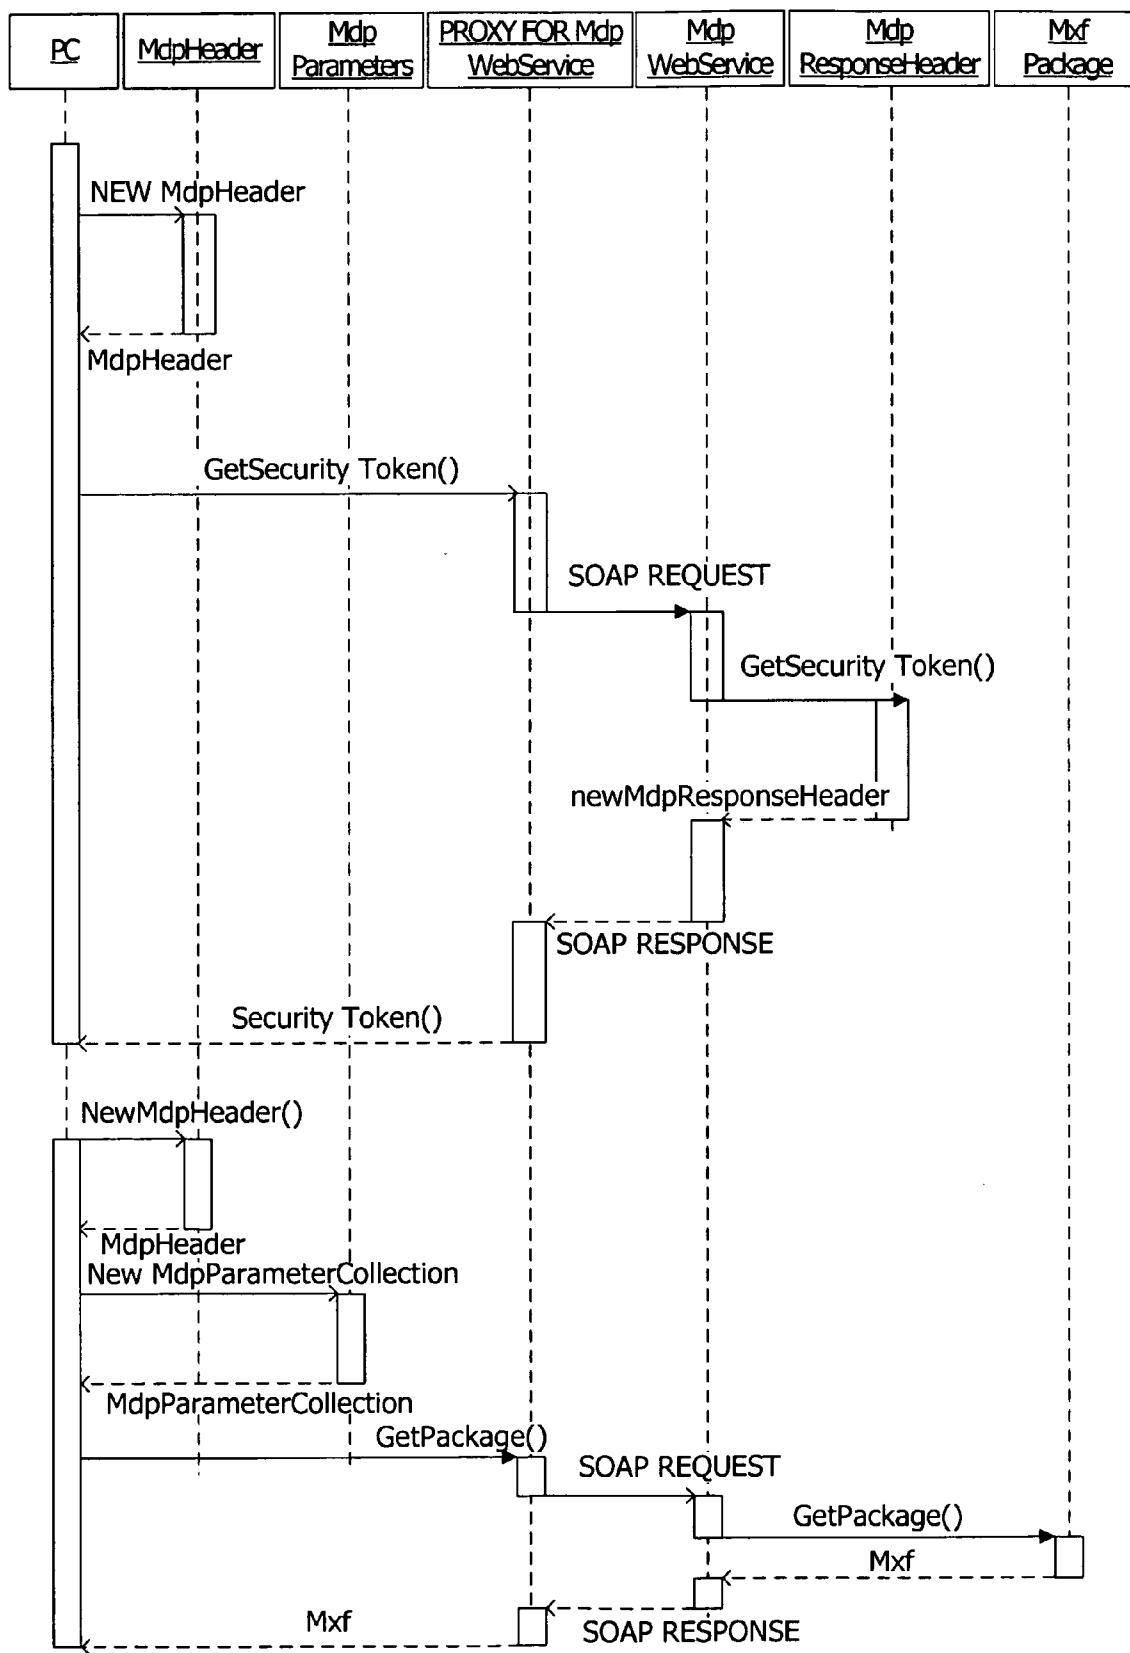 PC
MdpHeader
Mdp
Parameters
PROXY FOR Mdp
WebService
Mdp
WebService
Mdp
ResponseHeader
Mxf
Package
NEW MdpHeader
MdpHeader
GetSecurity Token()
SOAP REQUEST
GetSecurity Token()
newMdpResponseHeader
SOAP RESPONSE
Security Token()
NewMdpHeader()
MdpHeader
New MdpParameterCollection
MdpParameterCollection
GetPackage()
SOAP REQUEST
GetPackage()
Mxf
Mxf
SOAP RESPONSE